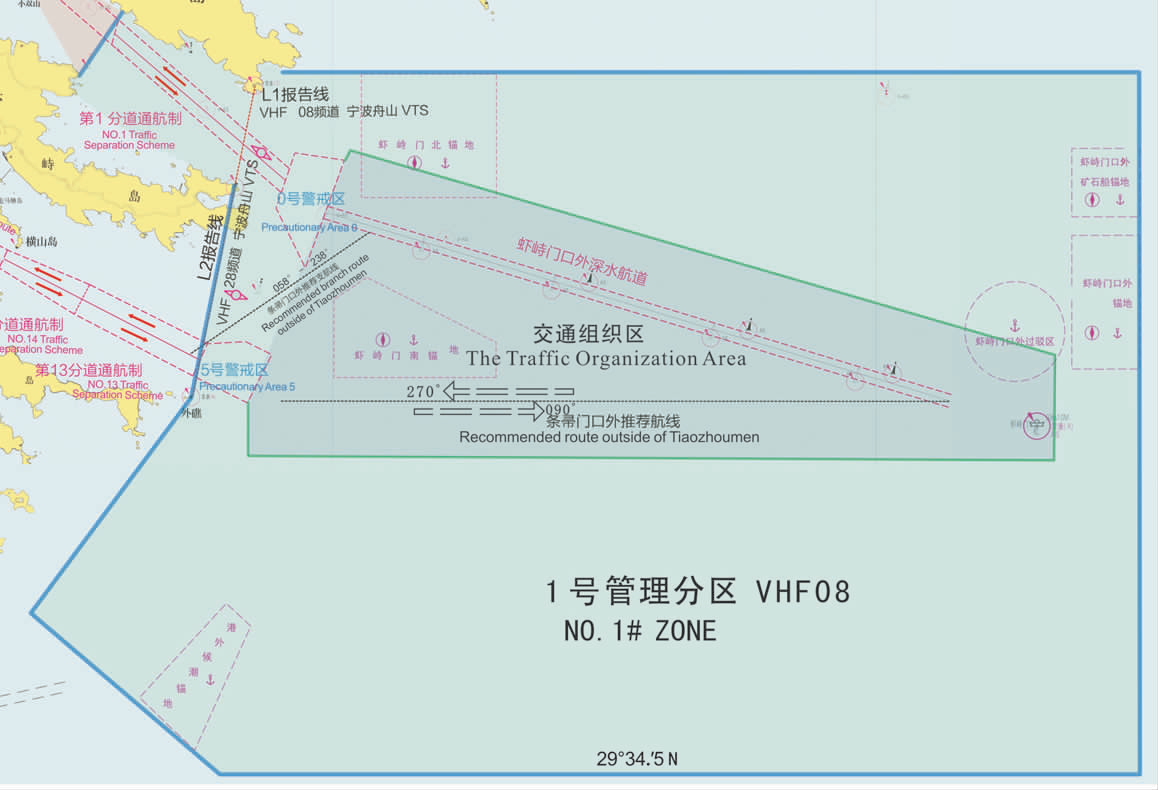 小双山
岛
L1报告线
VHF 08频道 宁波舟山 VTS
第1 分道通航制
NO.1 Traffic
Separation Scheme
虾 峙 门 北 锚 地
虾峙门口外
矿石船锚地
峙
岛
L2报告线
VHF 28频道 宁波舟山 VTS
0号警戒区
Precautionary Area 0
横山岛
虾峙门口外深水航道
058° 238°
条帚门口外推荐支航线
Recommended branch route
outside of Tiaozhoumen
虾峙门口外
锚地
分道通航制
NO.14 Traffic
Separation Scheme
交通组织区
The Traffic Organization Area
虾峙门口外过驳区
虾 峙 门 南 锚 地
第13分道通航制
NO.13 Traffic
Separation Scheme
5号警戒区
Precautionary Area 5
岛
外礁
270°
090°
条帚门口外推荐航线
Recommended route outside of Tiaozhoumen
1号管理分区 VHF08
NO.1# ZONE
港外候潮锚地
29°34.′5 N